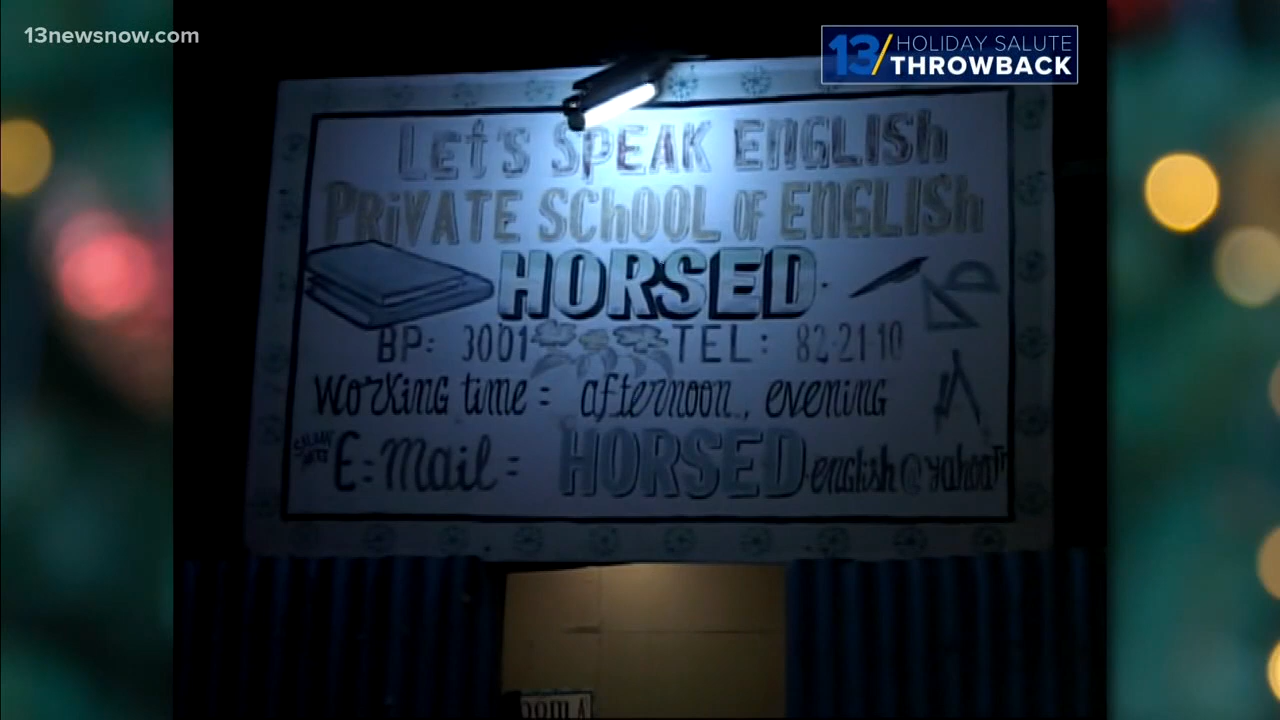 13newsnow.com
13/ HOLIDAY SALUTE
THROWBACK
Let's SPEAK ENGLISh
PRiVATE SChOOL OF ENGLISh
HORSED
BP: 3001 TEL: 82-21-10
Working time = afternoon, evening
E-Mail = HORSED-english@yahoo.fr